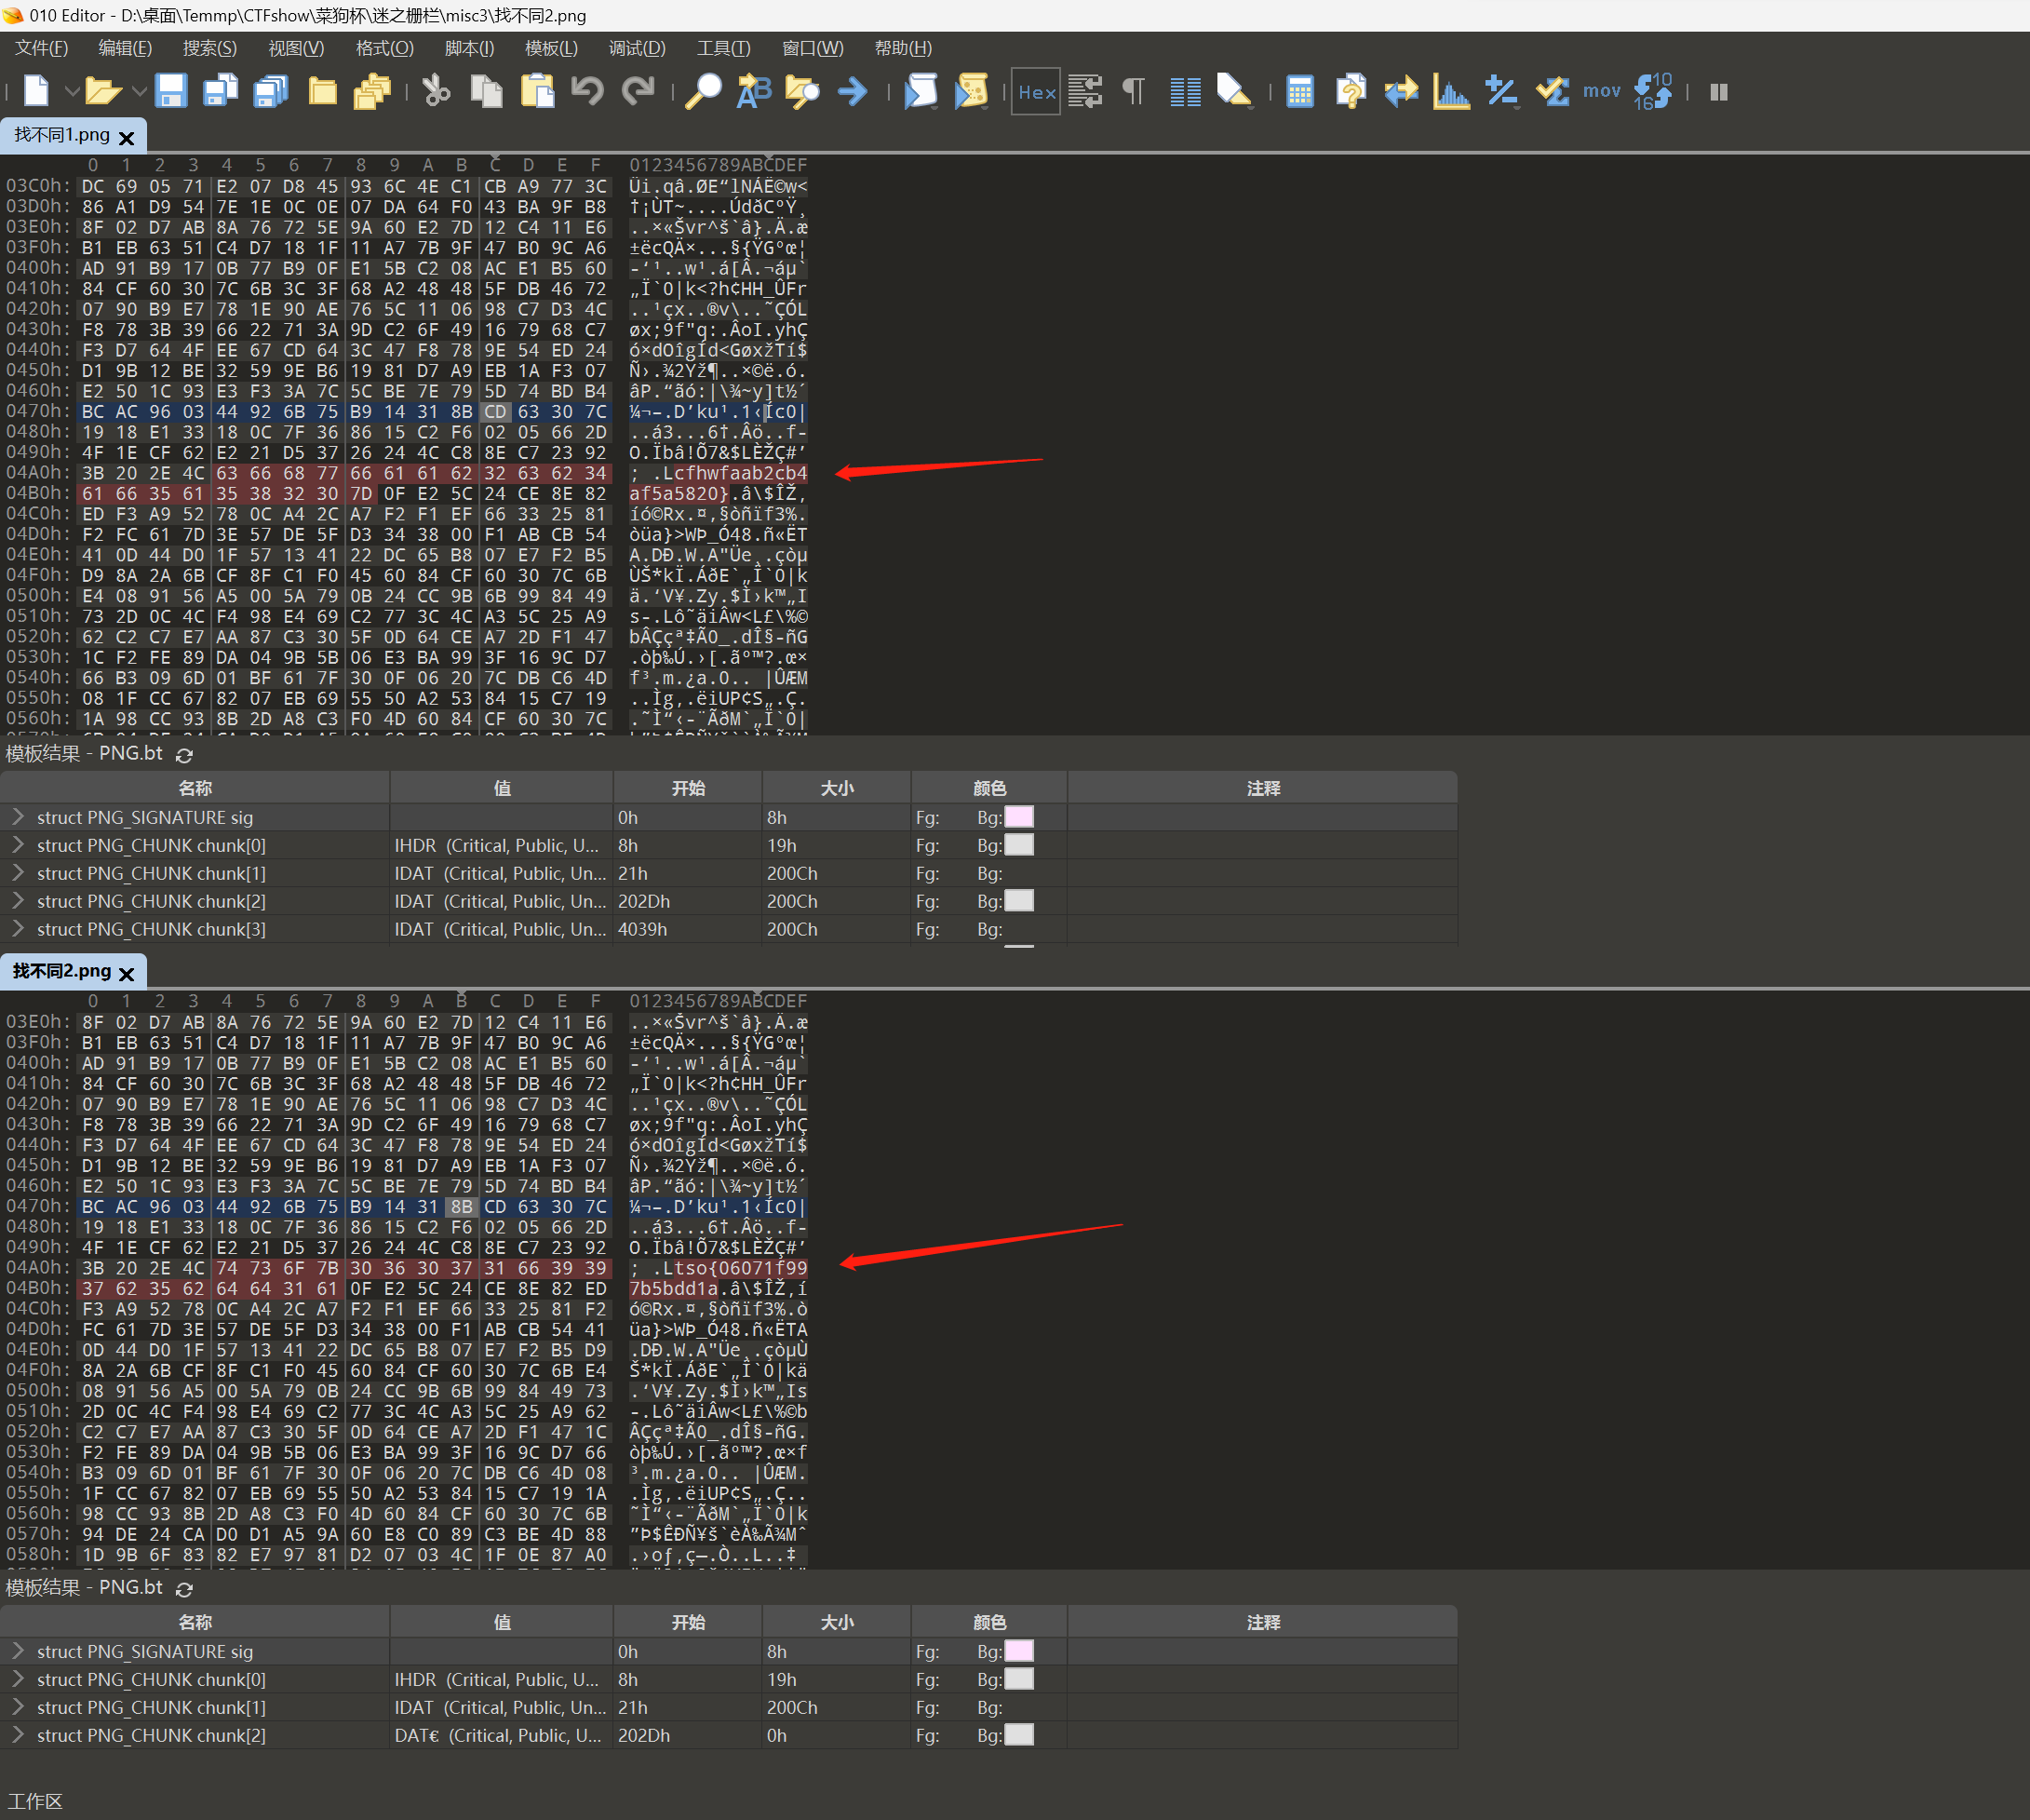 010 Editor - D:\桌面\Temmp\CTFshow\菜狗杯\迷之栅栏\misc3\找不同2.png
文件(F) 编辑(E) 搜索(S) 视图(V) 格式(O) 脚本(I) 模板(L) 调试(D) 工具(T) 窗口(W) 帮助(H)
Hex mov 10 16
找不同1.png
0 1 2 3 4 5 6 7 8 9 A B C D E F 0123456789ABCDEF
03C0h: DC 69 05 71 E2 07 D8 45 93 6C 4E C1 CB A9 77 3C Üi.qâ.ØE“lNÁË©w<
03D0h: 86 A1 D9 54 7E 1E 0C 0E 07 DA 64 F0 43 BA 9F B8 †¡ÙT~....ÚdðCºŸ¸
03E0h: 8F 02 D7 AB 8A 76 72 5E 9A 60 E2 7D 12 C4 11 E6 ..×«Švr^š`â}.Ä.æ
03F0h: B1 EB 63 51 C4 D7 18 1F 11 A7 7B 9F 47 B0 9C A6 ±ëcQÄ×...§{ŸG°œ¦
0400h: AD 91 B9 17 0B 77 B9 0F E1 5B C2 08 AC E1 B5 60 -‘¹..w¹.á[Â.¬áµ`
0410h: 84 CF 60 30 7C 6B 3C 3F 68 A2 48 48 5F DB 46 72 „Ï`0|k<?h¢HH_ÛFr
0420h: 07 90 B9 E7 78 1E 90 AE 76 5C 11 06 98 C7 D3 4C ..¹çx..®v\..˜ÇÓL
0430h: F8 78 3B 39 66 22 71 3A 9D C2 6F 49 16 79 68 C7 øx;9f"q:.ÂoI.yhÇ
0440h: F3 D7 64 4F EE 67 CD 64 3C 47 F8 78 9E 54 ED 24 ó×dOîgÍd<GøxžTí$
0450h: D1 9B 12 BE 32 59 9E B6 19 81 D7 A9 EB 1A F3 07 Ñ›.¾2Yž¶..×©ë.ó.
0460h: E2 50 1C 93 E3 F3 3A 7C 5C BE 7E 79 5D 74 BD B4 âP.“ãó:|\¾~y]t½´
0470h: BC AC 96 03 44 92 6B 75 B9 14 31 8B CD 63 30 7C ¼¬–.D’ku¹.1‹Íc0|
0480h: 19 18 E1 33 18 0C 7F 36 86 15 C2 F6 02 05 66 2D ..á3...6†.Âö..f-
0490h: 4F 1E CF 62 E2 21 D5 37 26 24 4C C8 8E C7 23 92 O.Ïbâ!Õ7&$LÈŽÇ#’
04A0h: 3B 20 2E 4C 63 66 68 77 66 61 61 62 32 63 62 34 ; .Lcfhwfaab2cb4
04B0h: 61 66 35 61 35 38 32 30 7D 0F E2 5C 24 CE 8E 82 af5a5820}.â\$ÎŽ‚
04C0h: ED F3 A9 52 78 0C A4 2C A7 F2 F1 EF 66 33 25 81 íó©Rx.¤,§òñïf3%.
04D0h: F2 FC 61 7D 3E 57 DE 5F D3 34 38 00 F1 AB CB 54 òüa}>WÞ_Ó48.ñ«ËT
04E0h: 41 0D 44 D0 1F 57 13 41 22 DC 65 B8 07 E7 F2 B5 A.DÐ.W.A"Üe¸.çòµ
04F0h: D9 8A 2A 6B CF 8F C1 F0 45 60 84 CF 60 30 7C 6B ÙŠ*kÏ.ÁðE`„Ï`0|k
0500h: E4 08 91 56 A5 00 5A 79 0B 24 CC 9B 6B 99 84 49 ä.‘V¥.Zy.$Ì›k™„I
0510h: 73 2D 0C 4C F4 98 E4 69 C2 77 3C 4C A3 5C 25 A9 s-.Lô˜äiÂw<L£\%©
0520h: 62 C2 C7 E7 AA 87 C3 30 5F 0D 64 CE A7 2D F1 47 bÂÇçª‡Ã0_.dÎ§-ñG
0530h: 1C F2 FE 89 DA 04 9B 5B 06 E3 BA 99 3F 16 9C D7 .òþ‰Ú.›[.ãº™?.œ×
0540h: 66 B3 09 6D 01 BF 61 7F 30 0F 06 20 7C DB C6 4D f³.m.¿a.0.. |ÛÆM
0550h: 08 1F CC 67 82 07 EB 69 55 50 A2 53 84 15 C7 19 ..Ìg‚.ëiUP¢S„.Ç.
0560h: 1A 98 CC 93 8B 2D A8 C3 F0 4D 60 84 CF 60 30 7C .˜Ì“‹-¨ÃðM`„Ï`0|
模板结果 - PNG.bt
名称 值 开始 大小 颜色 注释
struct PNG_SIGNATURE sig 0h 8h Fg: Bg:
struct PNG_CHUNK chunk[0] IHDR (Critical, Public, U... 8h 19h Fg: Bg:
struct PNG_CHUNK chunk[1] IDAT (Critical, Public, Un... 21h 200Ch Fg: Bg:
struct PNG_CHUNK chunk[2] IDAT (Critical, Public, Un... 202Dh 200Ch Fg: Bg:
struct PNG_CHUNK chunk[3] IDAT (Critical, Public, Un... 4039h 200Ch Fg: Bg:
找不同2.png
0 1 2 3 4 5 6 7 8 9 A B C D E F 0123456789ABCDEF
03E0h: 8F 02 D7 AB 8A 76 72 5E 9A 60 E2 7D 12 C4 11 E6 ..×«Švr^š`â}.Ä.æ
03F0h: B1 EB 63 51 C4 D7 18 1F 11 A7 7B 9F 47 B0 9C A6 ±ëcQÄ×...§{ŸG°œ¦
0400h: AD 91 B9 17 0B 77 B9 0F E1 5B C2 08 AC E1 B5 60 -‘¹..w¹.á[Â.¬áµ`
0410h: 84 CF 60 30 7C 6B 3C 3F 68 A2 48 48 5F DB 46 72 „Ï`0|k<?h¢HH_ÛFr
0420h: 07 90 B9 E7 78 1E 90 AE 76 5C 11 06 98 C7 D3 4C ..¹çx..®v\..˜ÇÓL
0430h: F8 78 3B 39 66 22 71 3A 9D C2 6F 49 16 79 68 C7 øx;9f"q:.ÂoI.yhÇ
0440h: F3 D7 64 4F EE 67 CD 64 3C 47 F8 78 9E 54 ED 24 ó×dOîgÍd<GøxžTí$
0450h: D1 9B 12 BE 32 59 9E B6 19 81 D7 A9 EB 1A F3 07 Ñ›.¾2Yž¶..×©ë.ó.
0460h: E2 50 1C 93 E3 F3 3A 7C 5C BE 7E 79 5D 74 BD B4 âP.“ãó:|\¾~y]t½´
0470h: BC AC 96 03 44 92 6B 75 B9 14 31 8B CD 63 30 7C ¼¬–.D’ku¹.1‹Íc0|
0480h: 19 18 E1 33 18 0C 7F 36 86 15 C2 F6 02 05 66 2D ..á3...6†.Âö..f-
0490h: 4F 1E CF 62 E2 21 D5 37 26 24 4C C8 8E C7 23 92 O.Ïbâ!Õ7&$LÈŽÇ#’
04A0h: 3B 20 2E 4C 74 73 6F 7B 30 36 30 37 31 66 39 39 ; .Ltso{06071f99
04B0h: 37 62 35 62 64 64 31 61 0F E2 5C 24 CE 8E 82 ED 7b5bdd1a.â\$ÎŽ‚í
04C0h: F3 A9 52 78 0C A4 2C A7 F2 F1 EF 66 33 25 81 F2 ó©Rx.¤,§òñïf3%.ò
04D0h: FC 61 7D 3E 57 DE 5F D3 34 38 00 F1 AB CB 54 41 üa}>WÞ_Ó48.ñ«ËTA
04E0h: 0D 44 D0 1F 57 13 41 22 DC 65 B8 07 E7 F2 B5 D9 .DÐ.W.A"Üe¸.çòµÙ
04F0h: 8A 2A 6B CF 8F C1 F0 45 60 84 CF 60 30 7C 6B E4 Š*kÏ.ÁðE`„Ï`0|kä
0500h: 08 91 56 A5 00 5A 79 0B 24 CC 9B 6B 99 84 49 73 .‘V¥.Zy.$Ì›k™„Is
0510h: 2D 0C 4C F4 98 E4 69 C2 77 3C 4C A3 5C 25 A9 62 -.Lô˜äiÂw<L£\%©b
0520h: C2 C7 E7 AA 87 C3 30 5F 0D 64 CE A7 2D F1 47 1C ÂÇçª‡Ã0_.dÎ§-ñG.
0530h: F2 FE 89 DA 04 9B 5B 06 E3 BA 99 3F 16 9C D7 66 òþ‰Ú.›[.ãº™?.œ×f
0540h: B3 09 6D 01 BF 61 7F 30 0F 06 20 7C DB C6 4D 08 ³.m.¿a.0.. |ÛÆM.
0550h: 1F CC 67 82 07 EB 69 55 50 A2 53 84 15 C7 19 1A .Ìg‚.ëiUP¢S„.Ç..
0560h: 98 CC 93 8B 2D A8 C3 F0 4D 60 84 CF 60 30 7C 6B ˜Ì“‹-¨ÃðM`„Ï`0|k
0570h: 94 DE 24 CA D0 D1 A5 9A 60 E8 C0 89 C3 BE 4D 88 ”Þ$ÊÐÑ¥š`èÀ‰Ã¾Mˆ
0580h: 1D 9B 6F 83 82 E7 97 81 D2 07 03 4C 1F 0E 87 A0 .›oƒ‚ç—.Ò..L..‡
模板结果 - PNG.bt
名称 值 开始 大小 颜色 注释
struct PNG_SIGNATURE sig 0h 8h Fg: Bg:
struct PNG_CHUNK chunk[0] IHDR (Critical, Public, U... 8h 19h Fg: Bg:
struct PNG_CHUNK chunk[1] IDAT (Critical, Public, Un... 21h 200Ch Fg: Bg:
struct PNG_CHUNK chunk[2] DAT€ (Critical, Public, U... 202Dh 0h Fg: Bg:
工作区